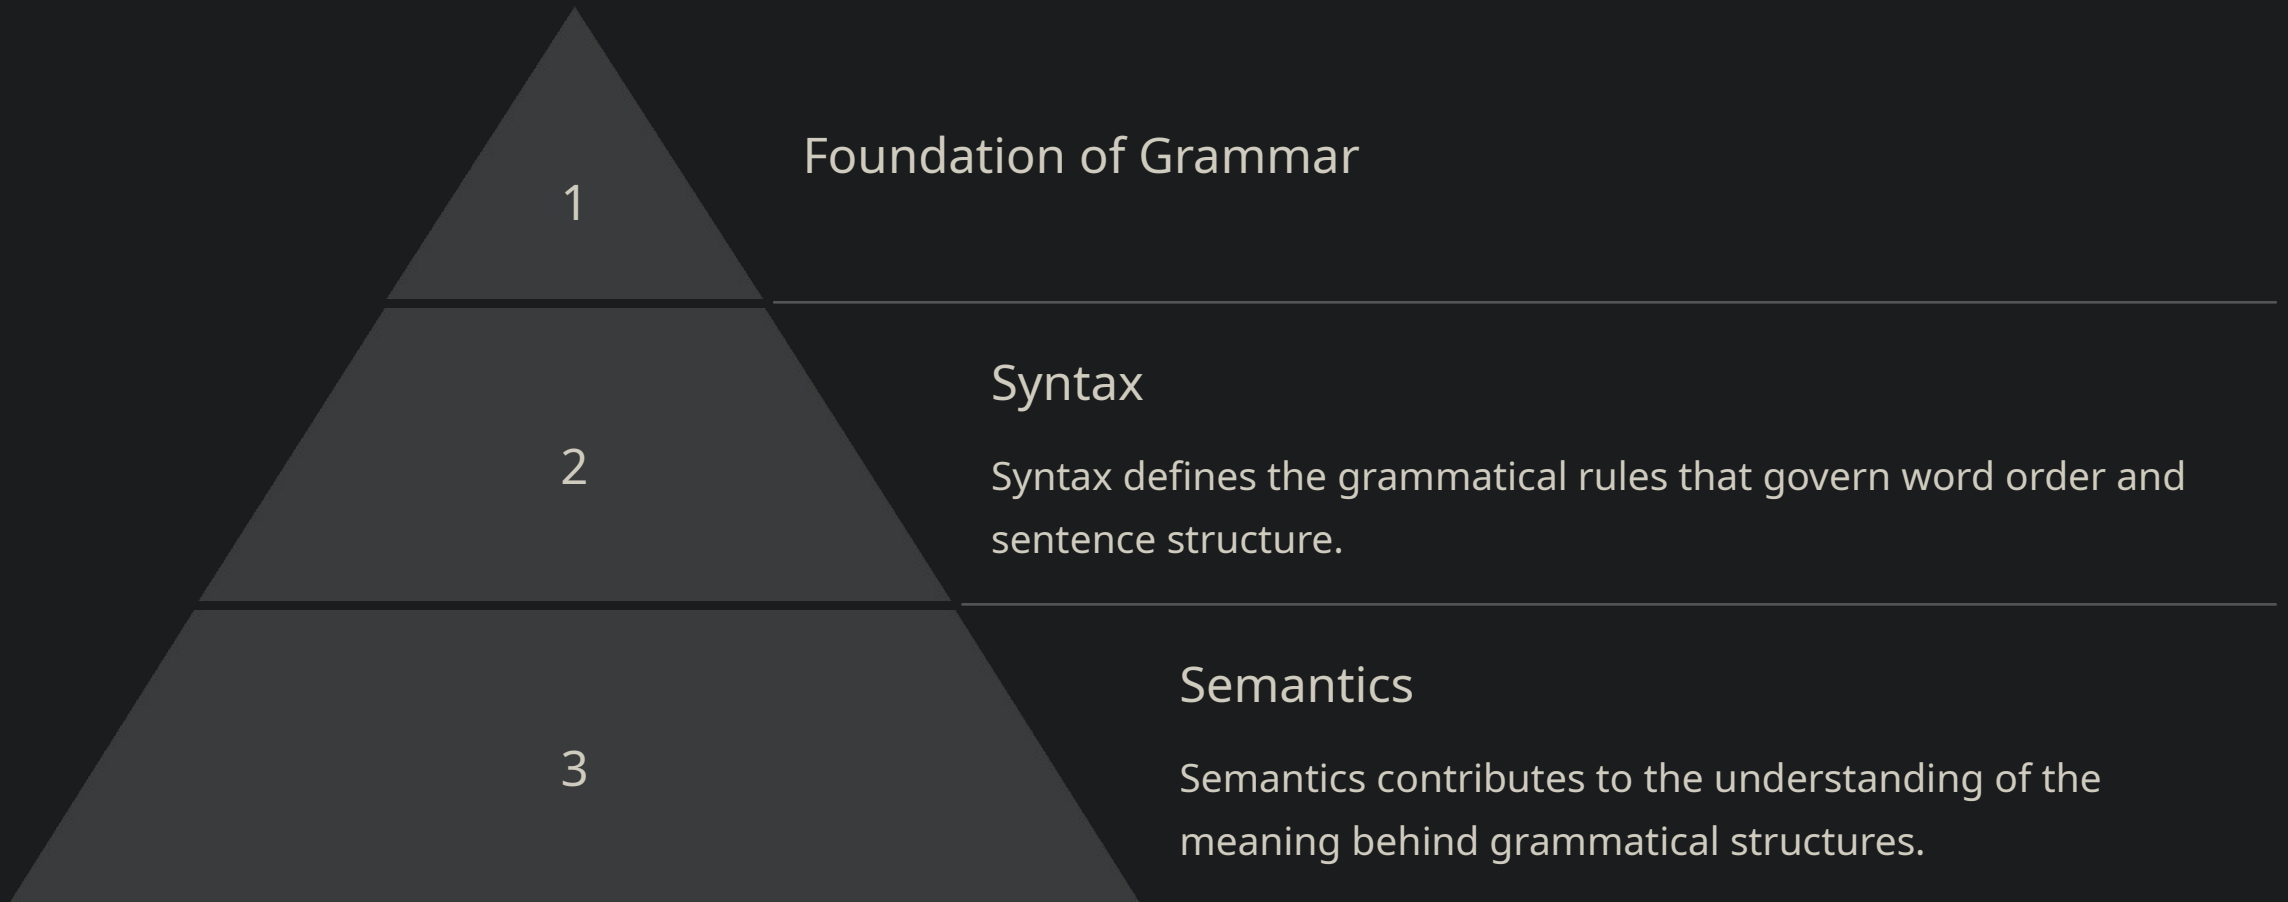 1
Foundation of Grammar
2
Syntax
Syntax defines the grammatical rules that govern word order and
sentence structure.
3
Semantics
Semantics contributes to the understanding of the
meaning behind grammatical structures.